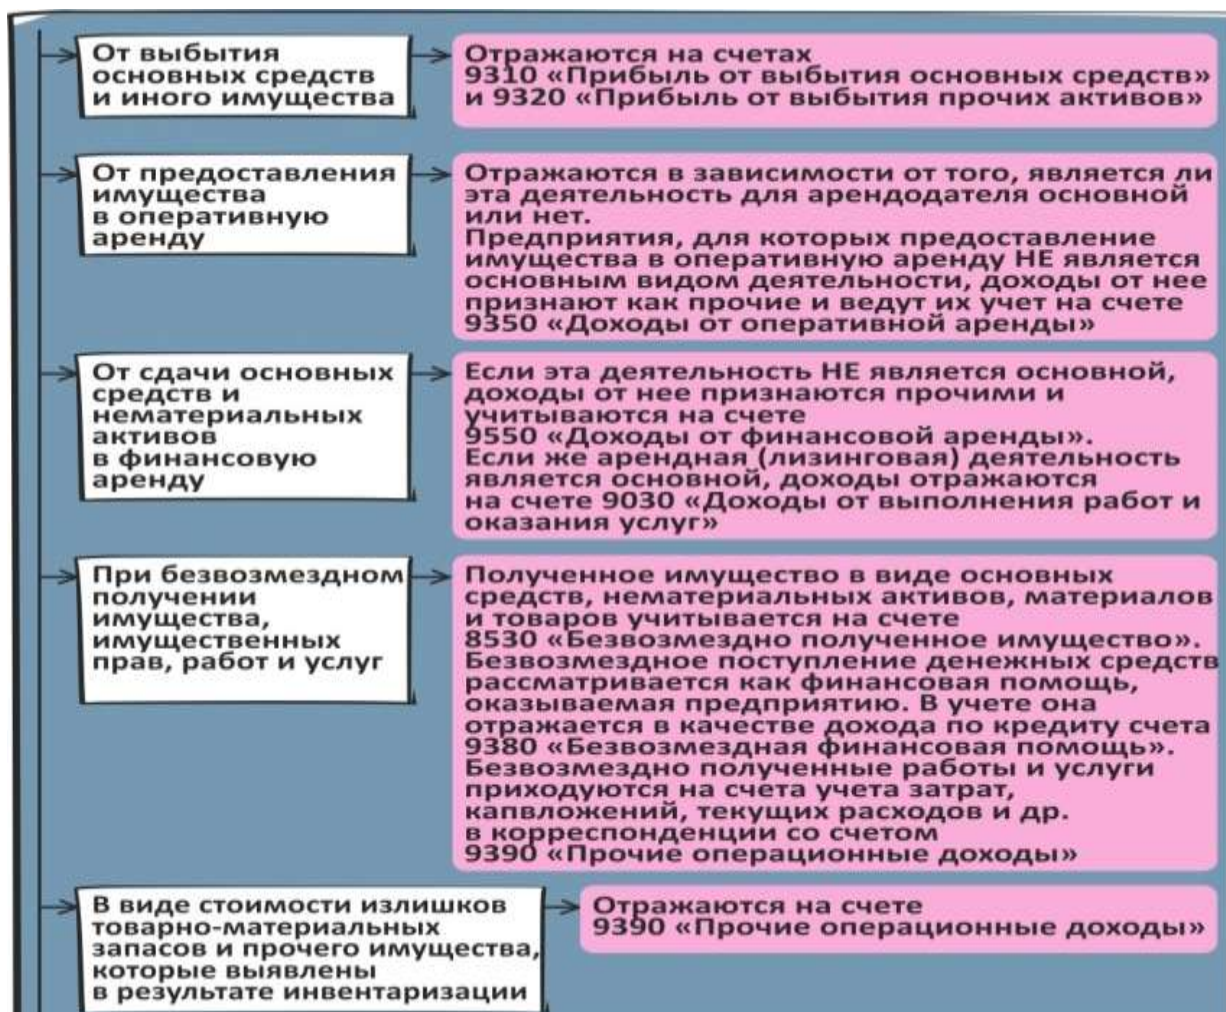 От выбытия
основных средств
и иного имущества
Отражаются на счетах
9310 «Прибыль от выбытия основных средств»
и 9320 «Прибыль от выбытия прочих активов»
От предоставления
имущества
в оперативную
аренду
Отражаются в зависимости от того, является ли
эта деятельность для арендодателя основной
или нет.
Предприятия, для которых предоставление
имущества в оперативную аренду НЕ является
основным видом деятельности, доходы от нее
признают как прочие и ведут их учет на счете
9350 «Доходы от оперативной аренды»
От сдачи основных
средств и
нематериальных
активов
в финансовую
аренду
Если эта деятельность НЕ является основной,
доходы от нее признаются прочими и
учитываются на счете
9550 «Доходы от финансовой аренды».
Если же арендная (лизинговая) деятельность
является основной, доходы отражаются
на счете 9030 «Доходы от выполнения работ и
оказания услуг»
При безвозмездном
получении
имущества,
имущественных
прав, работ и услуг
Полученное имущество в виде основных
средств, нематериальных активов, материалов
и товаров учитывается на счете
8530 «Безвозмездно полученное имущество».
Безвозмездное поступление денежных средств
рассматривается как финансовая помощь,
оказываемая предприятию. В учете она
отражается в качестве дохода по кредиту счета
9380 «Безвозмездная финансовая помощь».
Безвозмездно полученные работы и услуги
приходуются на счета учета затрат,
капвложений, текущих расходов и др.
в корреспонденции со счетом
9390 «Прочие операционные доходы»
В виде стоимости излишков
товарно-материальных
запасов и прочего имущества,
которые выявлены
в результате инвентаризации
Отражаются на счете
9390 «Прочие операционные доходы»